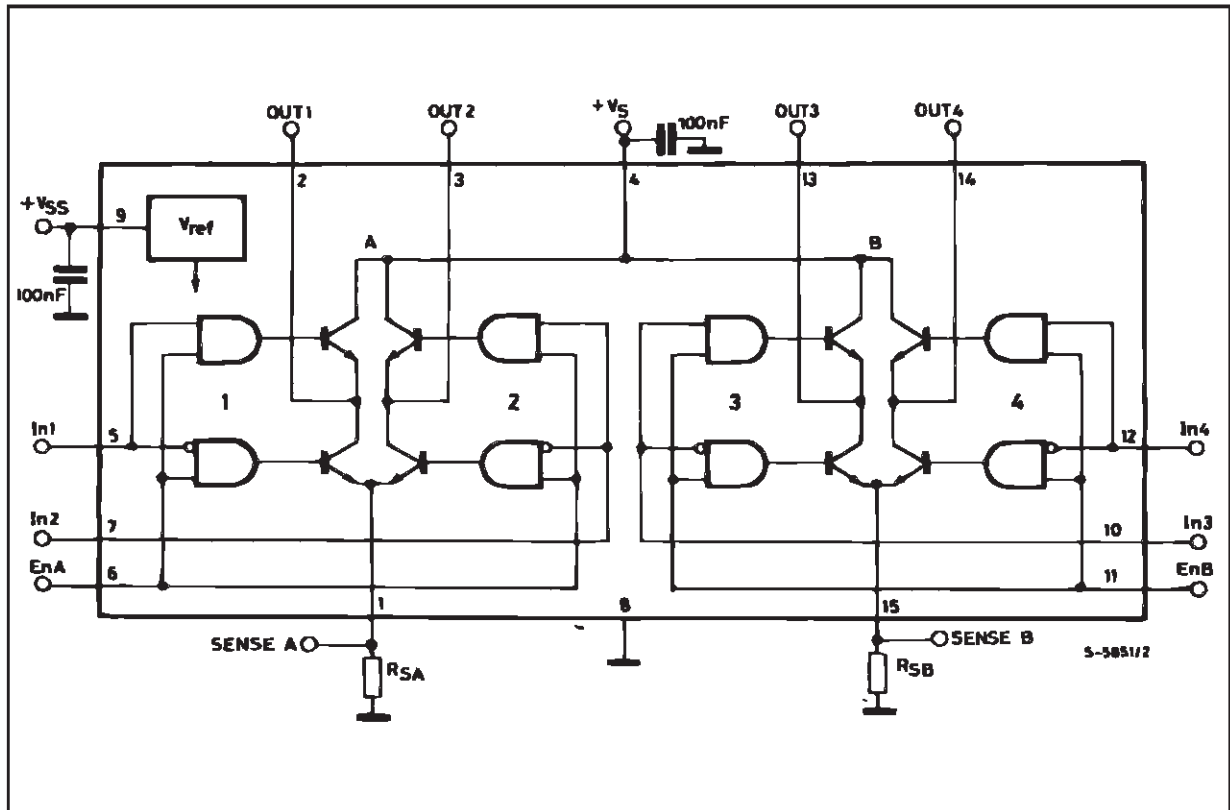 OUT1
OUT2
+VS
100nF
OUT3
OUT4
2
3
4
13
14
+VSS
9
Vref
A
B
100nF
1
2
3
4
In1
5
12
In4
In2
7
10
In3
EnA
6
11
EnB
1
8
15
SENSE A
SENSE B
S-5851/2
RSA
RSB